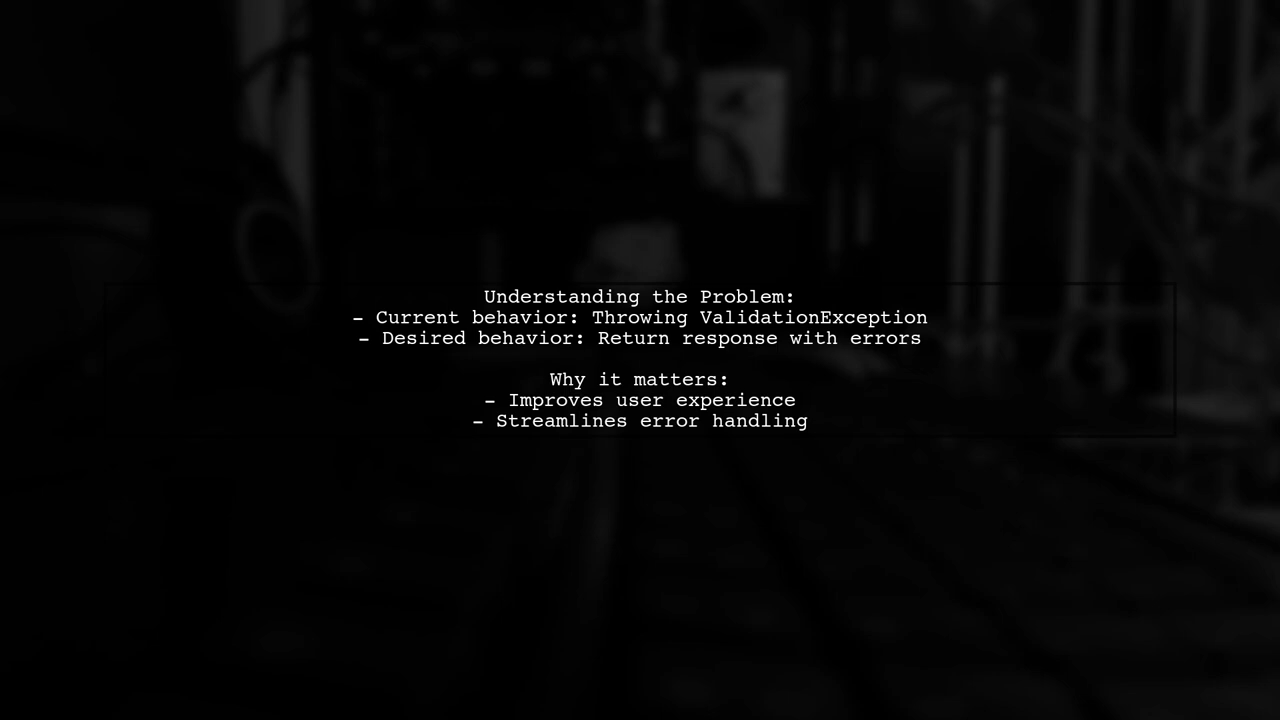 Understanding the Problem:
- Current behavior: Throwing ValidationException
- Desired behavior: Return response with errors
Why it matters:
- Improves user experience
- Streamlines error handling